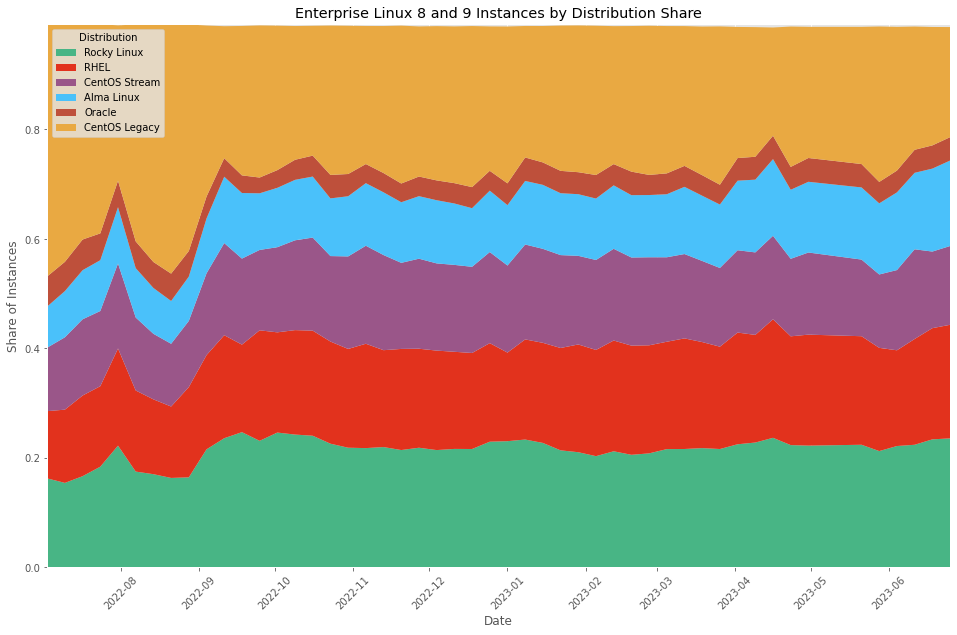 Enterprise Linux 8 and 9 Instances by Distribution Share
Distribution
Rocky Linux
RHEL
CentOS Stream
Alma Linux
Oracle
CentOS Legacy
Share of Instances
0.8
0.6
0.4
0.2
0.0
2022-08
2022-09
2022-10
2022-11
2022-12
2023-01
2023-02
2023-03
2023-04
2023-05
2023-06
Date